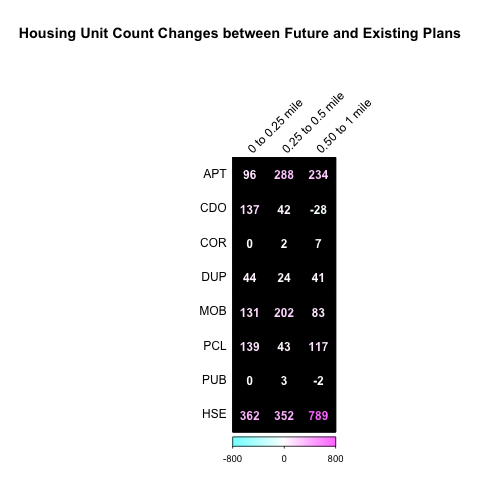 Housing Unit Count Changes between Future and Existing Plans
0 to 0.25 mile
0.25 to 0.5 mile
0.50 to 1 mile
APT 96 288 234
CDO 137 42 -28
COR 0 2 7
DUP 44 24 41
MOB 131 202 83
PCL 139 43 117
PUB 0 3 -2
HSE 362 352 789
-800 0 800